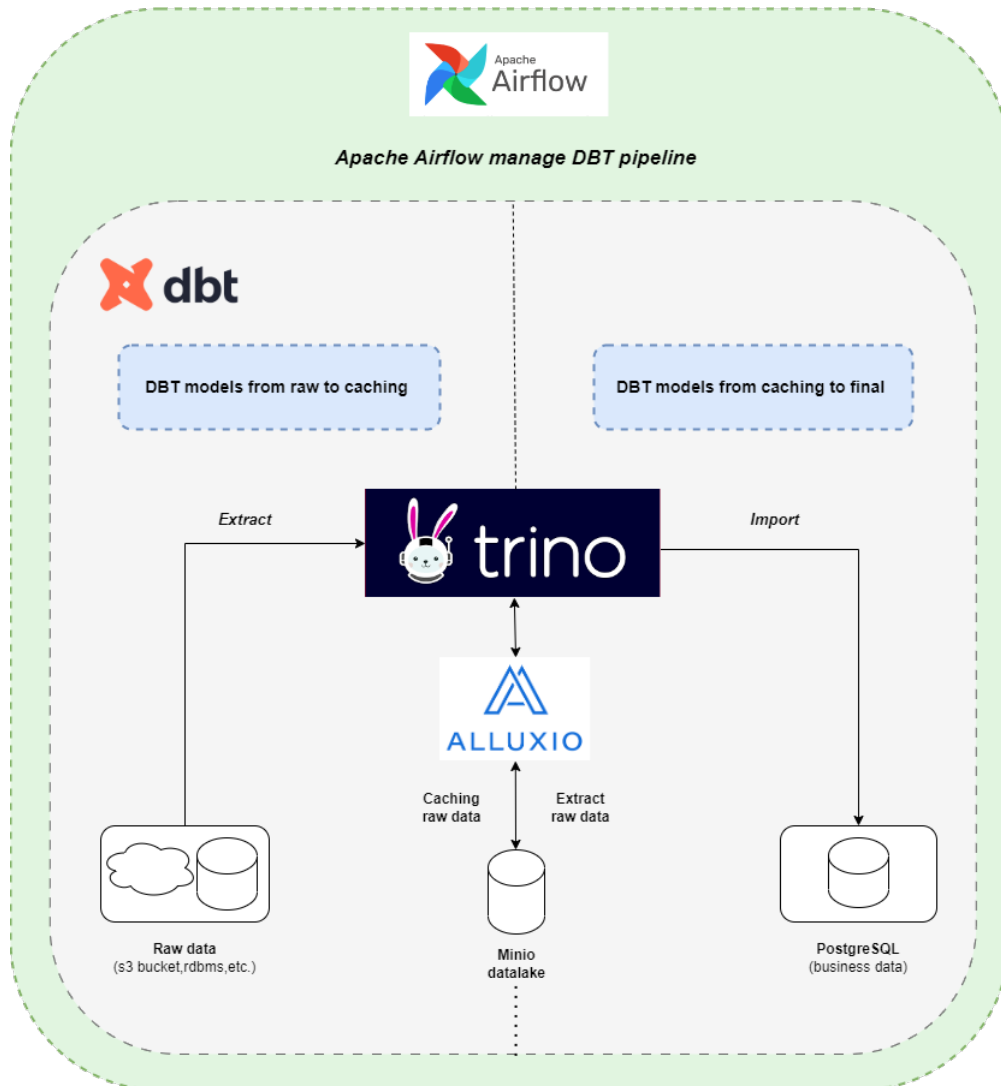 Apache
Airflow
Apache Airflow manage DBT pipeline
dbt
DBT models from raw to caching
DBT models from caching to final
Extract
trino
Import
ALLUXIO
Caching
raw data
Extract
raw data
Raw data
(s3 bucket,rdbms,etc.)
Minio
datalake
PostgreSQL
(business data)